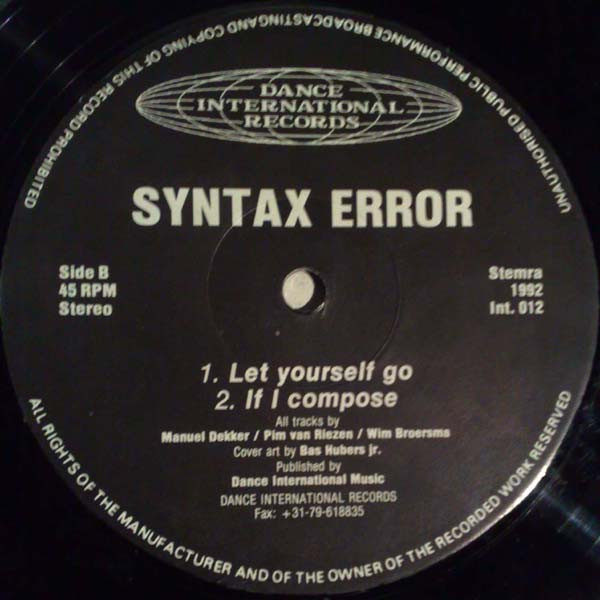 UNAUTHORISED PUBLIC PERFORMANCE BROADCASTING AND COPYING OF THIS RECORD PROHIBITED
DANCE
INTERNATIONAL
RECORDS
SYNTAX ERROR
Side B
45 RPM
Stereo
Stemra
1992
Int. 012
1. Let yourself go
2. If I compose
All tracks by
Manuel Dekker / Pim van Riezen / Wim Broersma
Cover art by Bas Hubers jr.
Published by
Dance International Music
DANCE INTERNATIONAL RECORDS
Fax: +31-79-618835
ALL RIGHTS OF THE MANUFACTURER AND OF THE OWNER OF THE RECORDED WORK RESERVED